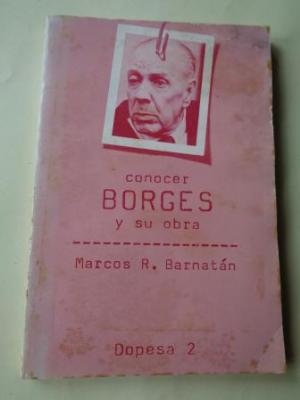 conocer
BORGES
y su obra
Marcos R. Barnatán
Dopesa 2